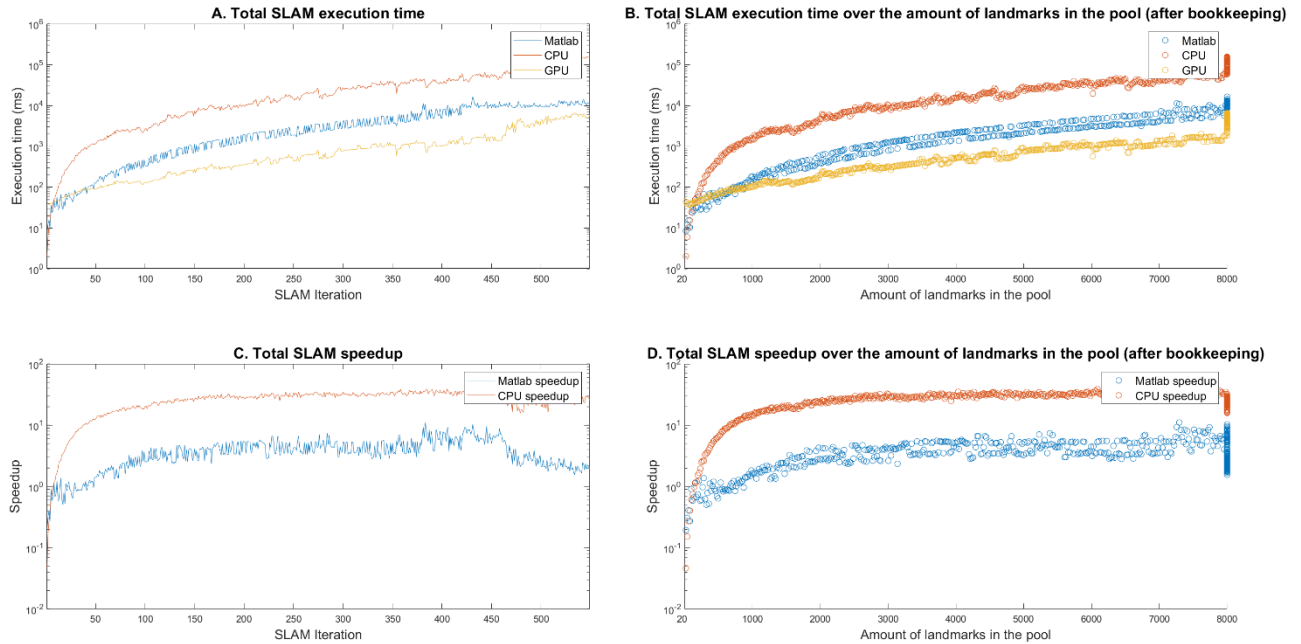 A. Total SLAM execution time
10^6
10^5
10^4
10^3
10^2
10^1
10^0
Execution time (ms)
Matlab
CPU
GPU
50 100 150 200 250 300 350 400 450 500
SLAM Iteration
B. Total SLAM execution time over the amount of landmarks in the pool (after bookkeeping)
10^6
10^5
10^4
10^3
10^2
10^1
10^0
Execution time (ms)
Matlab
CPU
GPU
20 1000 2000 3000 4000 5000 6000 7000 8000
Amount of landmarks in the pool
C. Total SLAM speedup
10^2
10^1
10^0
10^-1
10^-2
Speedup
Matlab speedup
CPU speedup
50 100 150 200 250 300 350 400 450 500
SLAM Iteration
D. Total SLAM speedup over the amount of landmarks in the pool (after bookkeeping)
10^2
10^1
10^0
10^-1
10^-2
Speedup
Matlab speedup
CPU speedup
20 1000 2000 3000 4000 5000 6000 7000 8000
Amount of landmarks in the pool